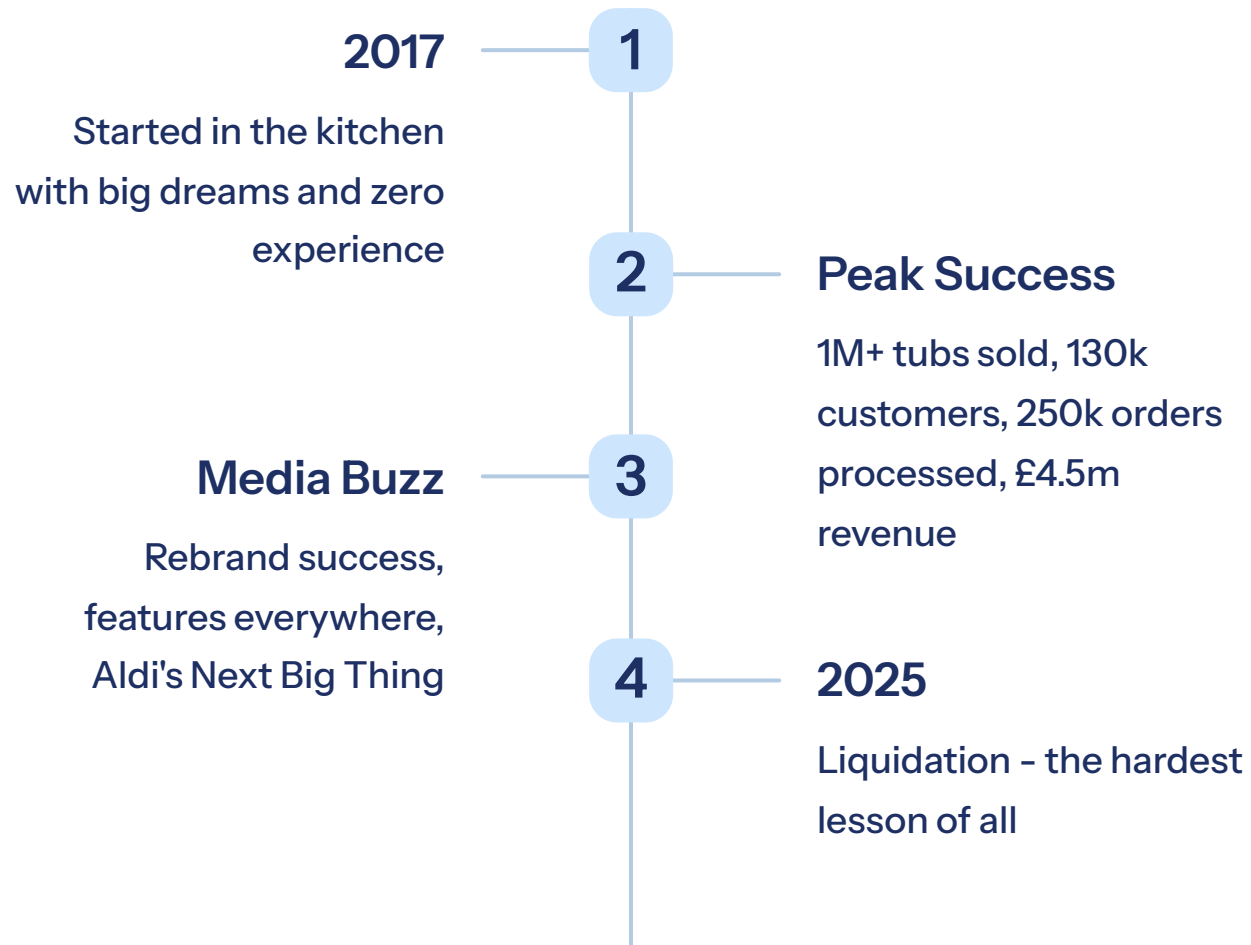 1
2017
Started in the kitchen
with big dreams and zero
experience
2
Peak Success
1M+ tubs sold, 130k
customers, 250k orders
processed, £4.5m
revenue
3
Media Buzz
Rebrand success,
features everywhere,
Aldi's Next Big Thing
4
2025
Liquidation - the hardest
lesson of all